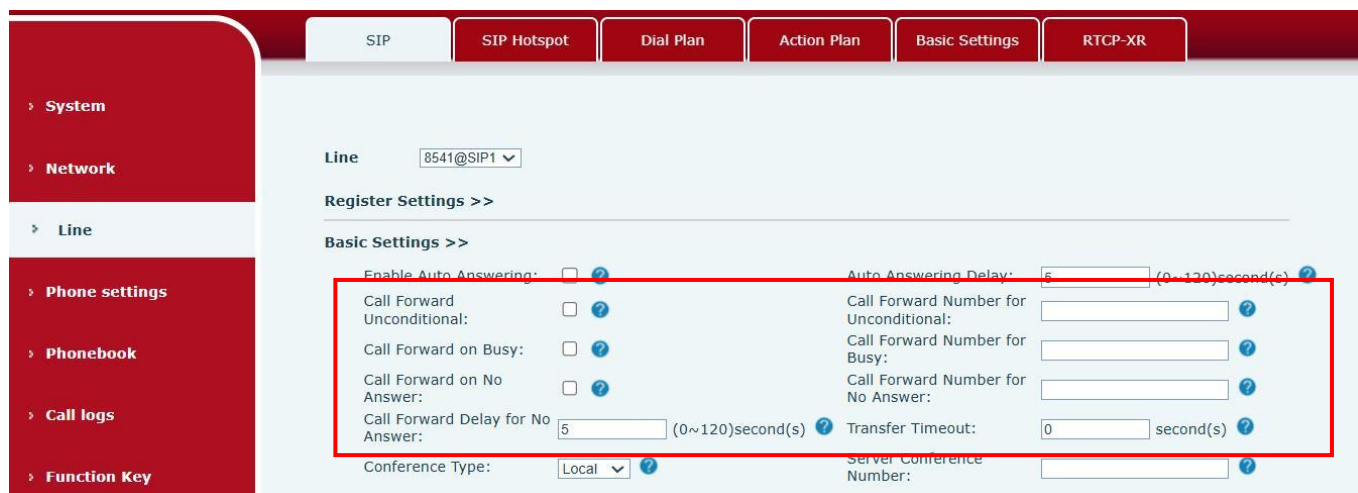 SIP
SIP Hotspot
Dial Plan
Action Plan
Basic Settings
RTCP-XR
› System
› Network
› Line
› Phone settings
› Phonebook
› Call logs
› Function Key
Line 8541@SIP1
Register Settings >>
Basic Settings >>
Enable Auto Answering: ? Auto Answering Delay: 5 (0~120)second(s) ?
Call Forward
Unconditional: ?
Call Forward Number for
Unconditional: ?
Call Forward on Busy: ?
Call Forward Number for
Busy: ?
Call Forward on No
Answer: ?
Call Forward Number for
No Answer: ?
Call Forward Delay for No
Answer: 5 (0~120)second(s) ?
Transfer Timeout: 0 second(s) ?
Conference Type: Local ?
Server Conference
Number: ?